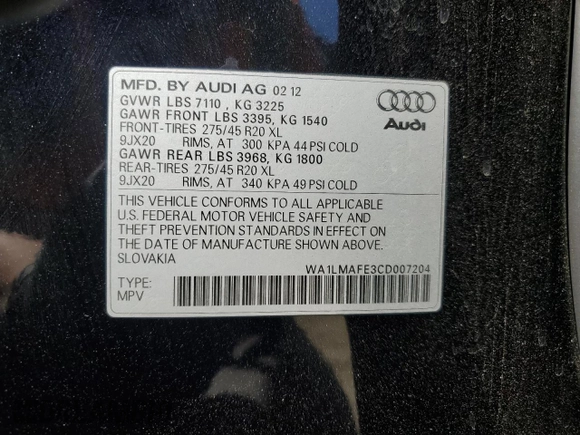 MFD. BY AUDI AG 02 12
GVWR LBS 7110 , KG 3225
GAWR FRONT LBS 3395, KG 1540
FRONT-TIRES 275/45 R20 XL
9JX20 RIMS, AT 300 KPA 44 PSI COLD
GAWR REAR LBS 3968, KG 1800
REAR-TIRES 275/45 R20 XL
9JX20 RIMS, AT 340 KPA 49 PSI COLD
Audi
THIS VEHICLE CONFORMS TO ALL APPLICABLE
U.S. FEDERAL MOTOR VEHICLE SAFETY AND
THEFT PREVENTION STANDARDS IN EFFECT ON
THE DATE OF MANUFACTURE SHOWN ABOVE.
SLOVAKIA WA1LMAFE3CD007204
TYPE:
MPV